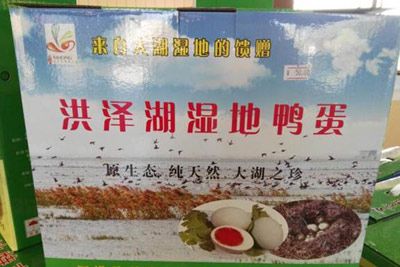 来自大湖湿地的馈赠
洪泽湖湿地鸭蛋
原生态 纯天然 大湖之珍